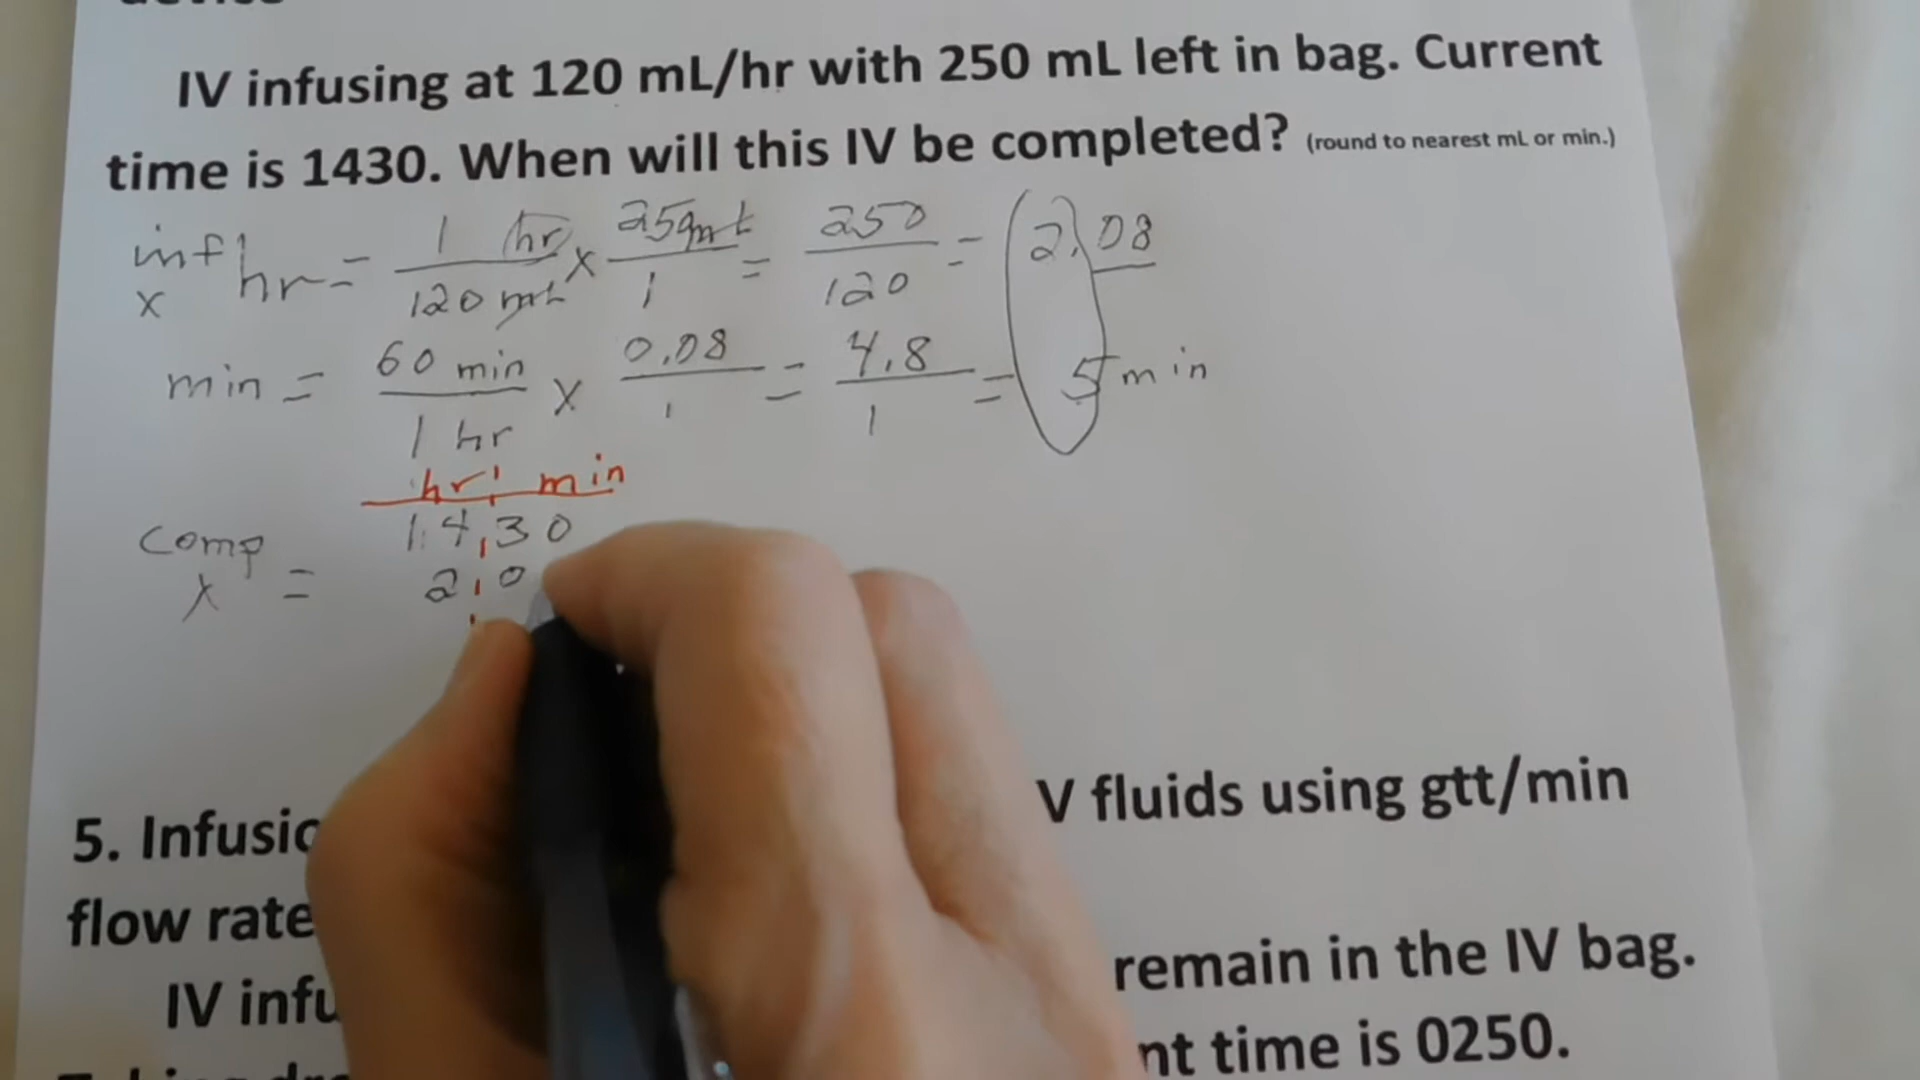 IV infusing at 120 mL/hr with 250 mL left in bag. Current
time is 1430. When will this IV be completed? (round to nearest mL or min.)
inf x hr = 1 hr / 120 mL x 250 mL / 1 = 250 / 120 = 2.08
min = 60 min / 1 hr x 0.08 / 1 = 4.8 / 1 = 5 min
hr min
comp x = 14 30
2 0
V fluids using gtt/min
5.
flow rate
IV remain in the IV bag.
time is 0250.